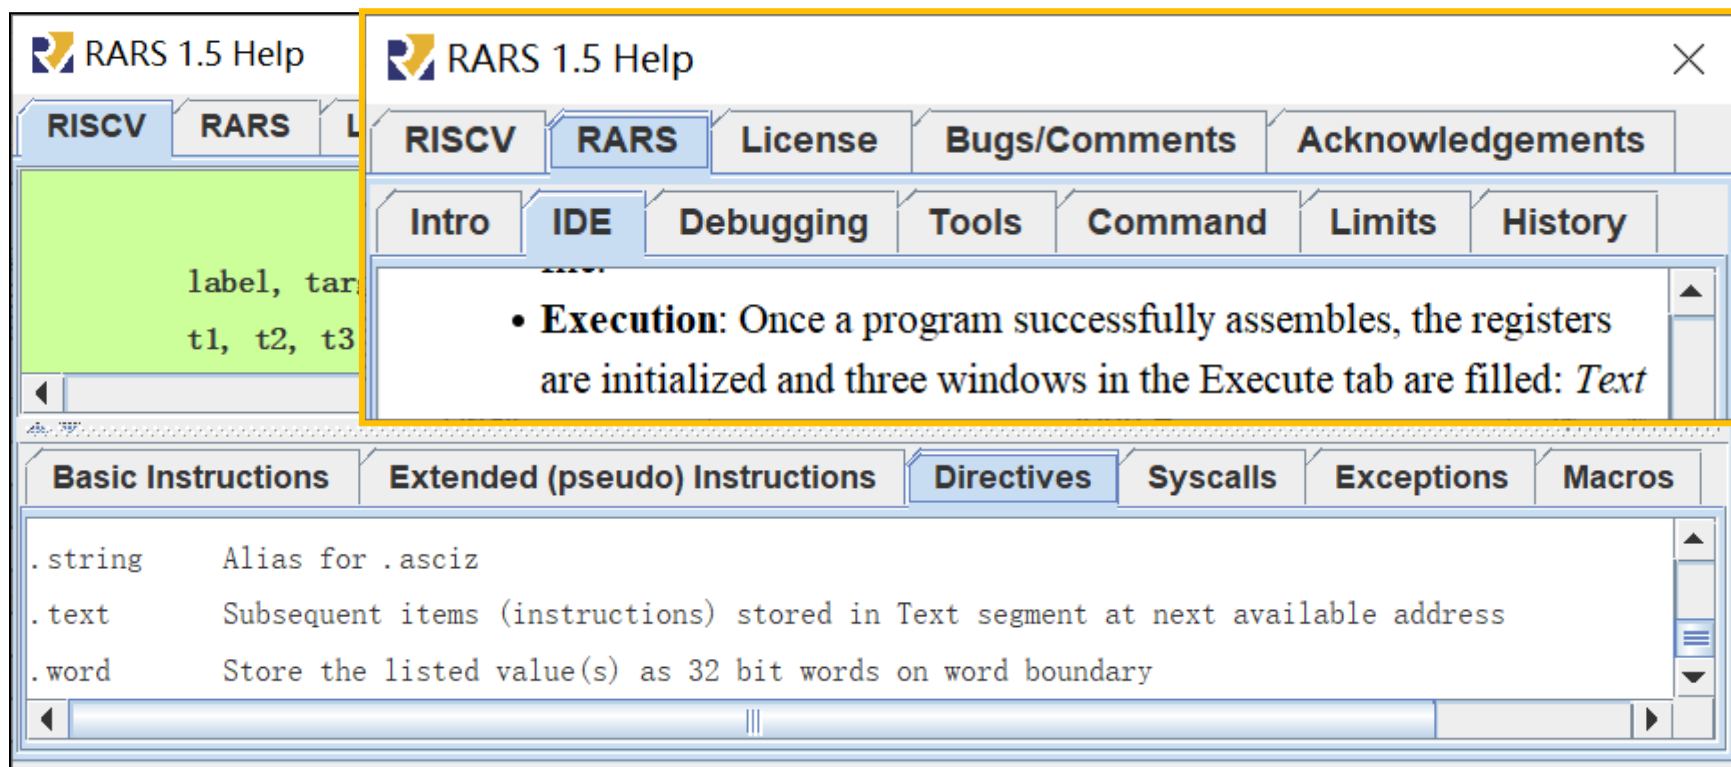 RARS 1.5 Help
RISCV RARS L
label, targ
t1, t2, t3
RARS 1.5 Help
RISCV RARS License Bugs/Comments Acknowledgements
Intro IDE Debugging Tools Command Limits History
• Execution: Once a program successfully assembles, the registers
are initialized and three windows in the Execute tab are filled: Text
Basic Instructions Extended (pseudo) Instructions Directives Syscalls Exceptions Macros
.string Alias for .asciz
.text Subsequent items (instructions) stored in Text segment at next available address
.word Store the listed value(s) as 32 bit words on word boundary